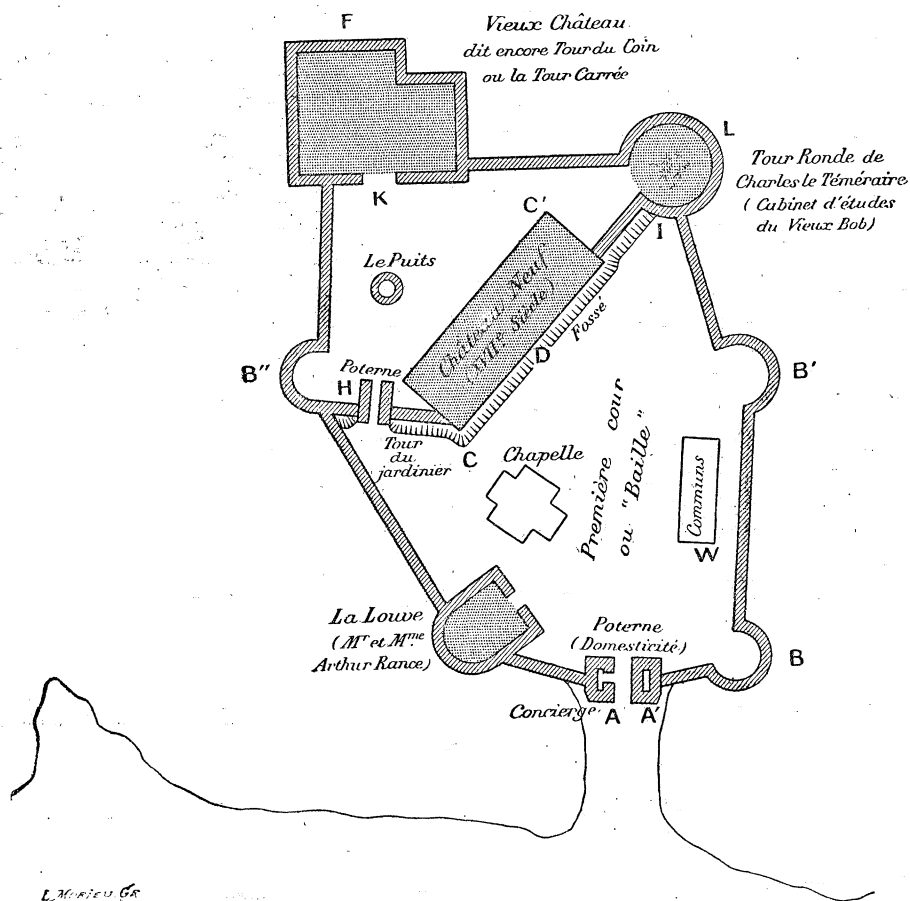 F
Vieux Château
dit encore Tour du Coin
ou la Tour Carrée
L
Tour Ronde de
Charles le Téméraire
(Cabinet d'études
du Vieux Bob)
K
C'
I
Le Puits
Château Neuf
(XVIIe Siècle)
Fossé
D
B"
H
Poterne
B'
Tour
du
jardinier
C
Chapelle
Première cour
ou "Baille"
Communs
W
La Louve
(Mr et Mme
Arthur Rance)
Poterne
(Domesticité)
B
Concierge
A
A'
L. MORIEU. GR